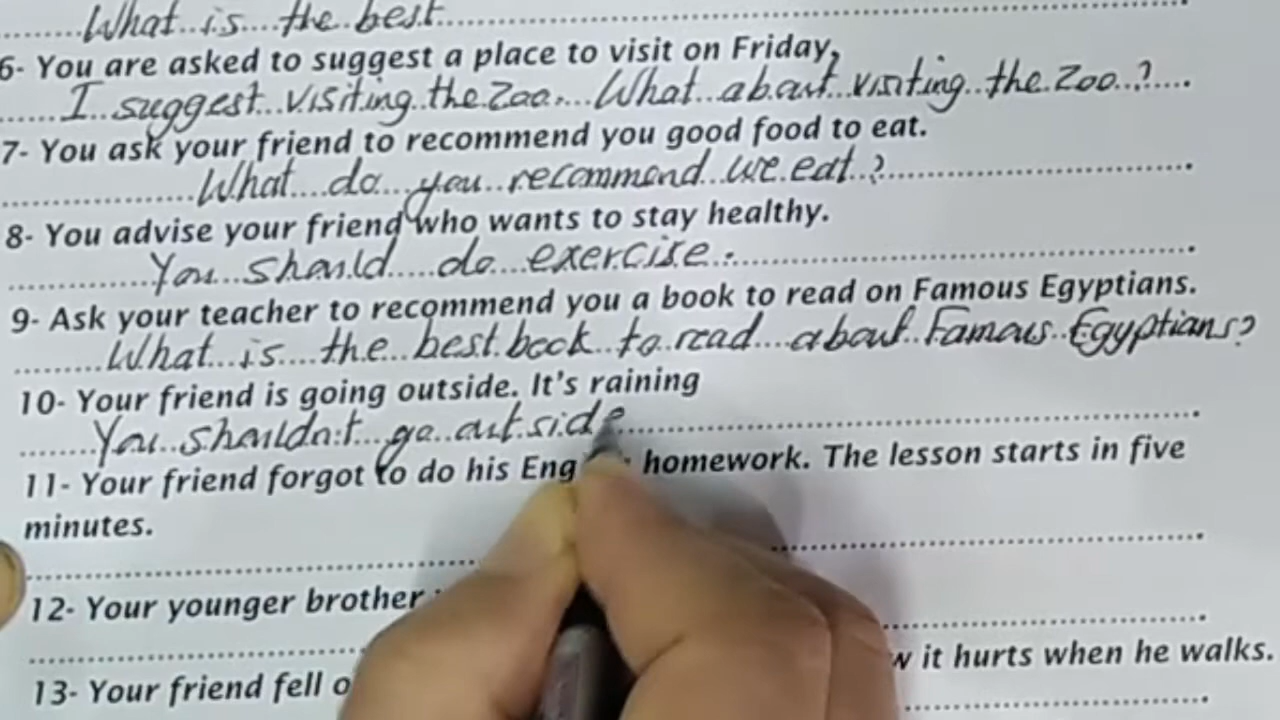 What is the best
6- You are asked to suggest a place to visit on Friday,
I suggest visiting the Zoo. What about visiting the Zoo?
7- You ask your friend to recommend you good food to eat.
What do you recommend we eat?
8- You advise your friend who wants to stay healthy.
You should do exercise.
9- Ask your teacher to recommend you a book to read on Famous Egyptians.
What is the best book to read about Famous Egyptians?
10- Your friend is going outside. It's raining
You shouldn't go outside
11- Your friend forgot to do his homework. The lesson starts in five
minutes.
12- Your younger brother
it hurts when he walks.
13- Your friend fell